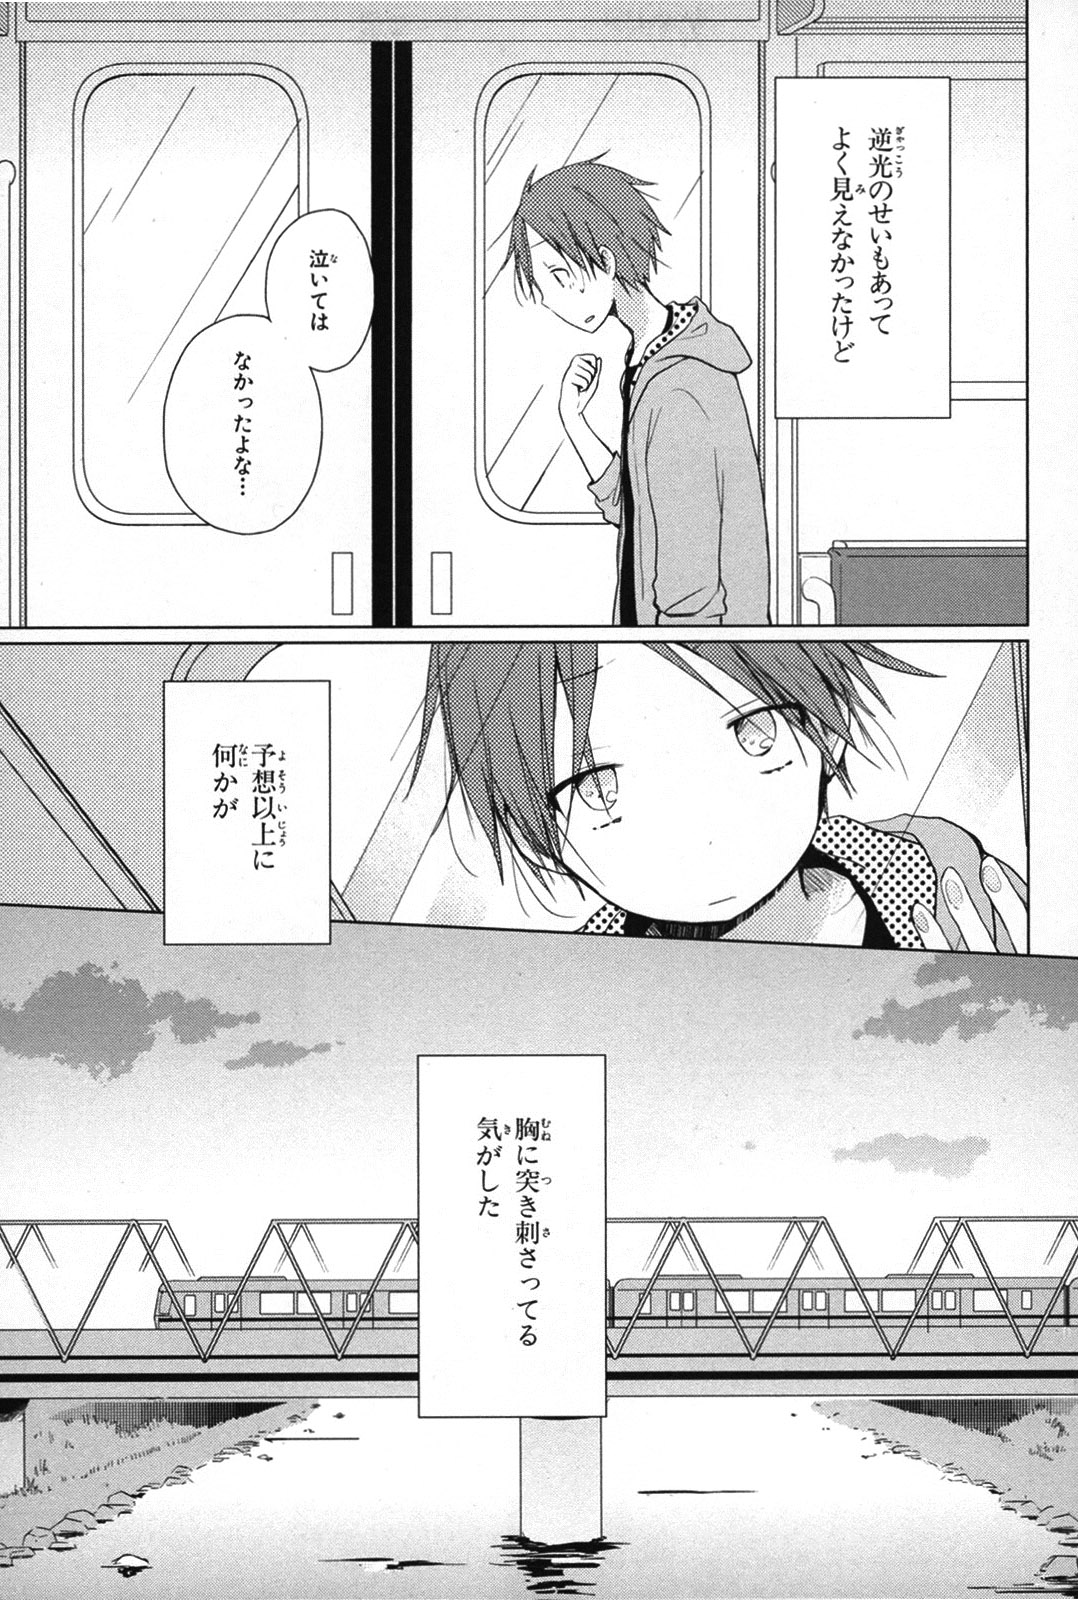 逆光のせいもあって
よく見えなかったけど
泣いては
なかったよな…
予想以上に
何かが
胸に突き刺さってる
気がした